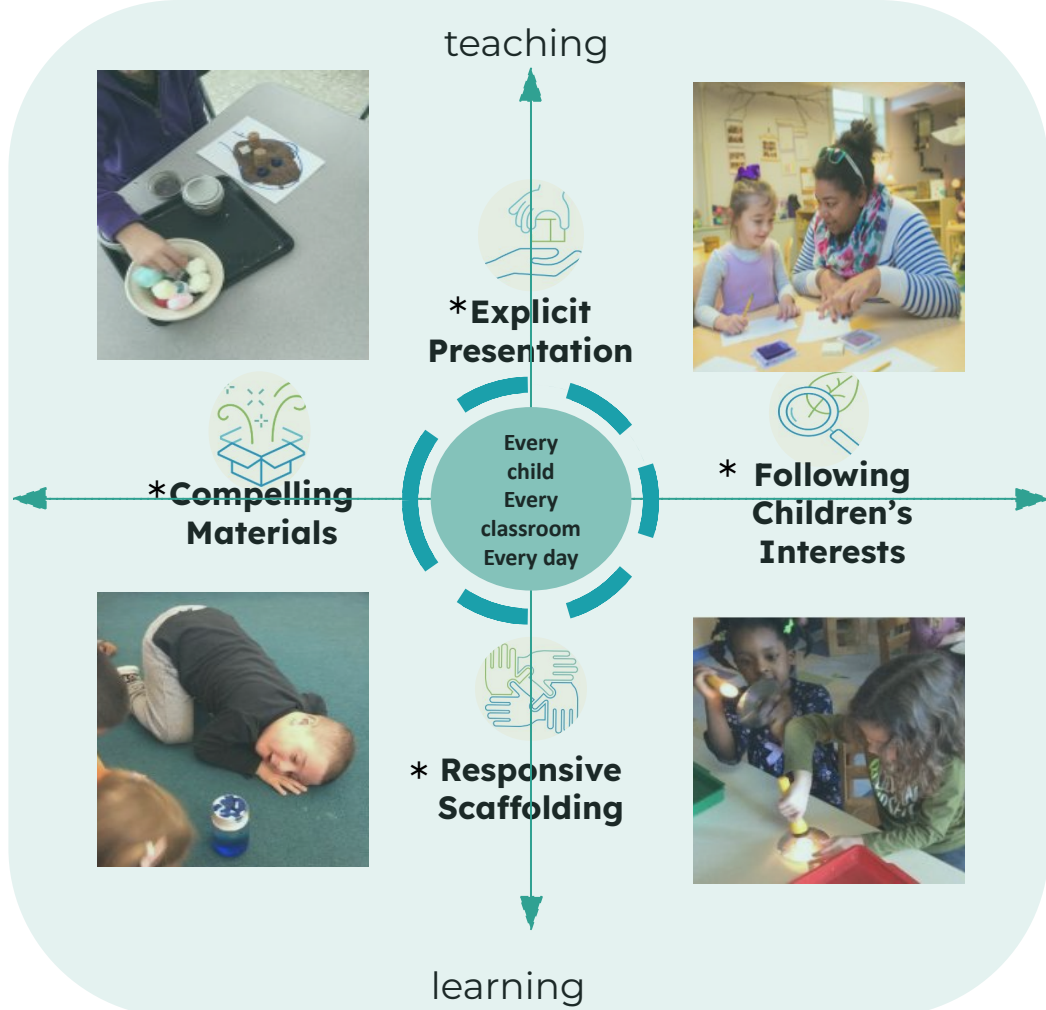 teaching
*Explicit
Presentation
Every
child
Every
classroom
Every day
*Compelling
Materials
* Following
Children’s
Interests
* Responsive
Scaffolding
learning